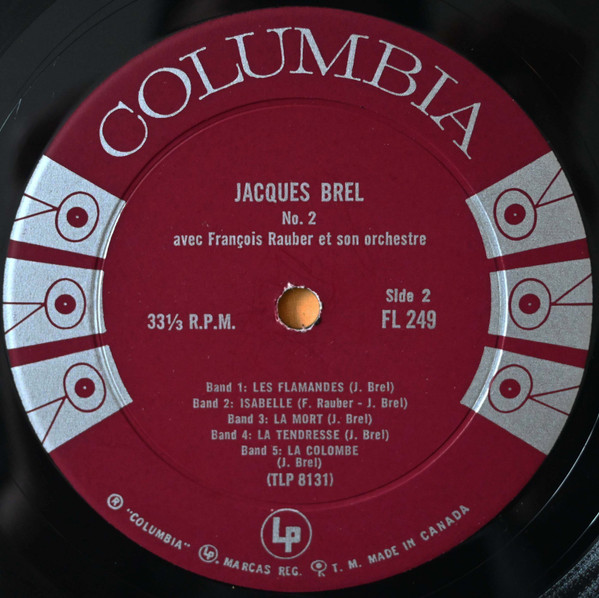 COLUMBIA
JACQUES BREL
No. 2
avec François Rauber et son orchestre
33⅓ R.P.M.
Side 2
FL 249
Band 1: LES FLAMANDES (J. Brel)
Band 2: ISABELLE (F. Rauber - J. Brel)
Band 3: LA MORT (J. Brel)
Band 4: LA TENDRESSE (J. Brel)
Band 5: LA COLOMBE
(J. Brel)
(TLP 8131)
LP
® "COLUMBIA" ㏋, MARCAS REG. T. M. MADE IN CANADA